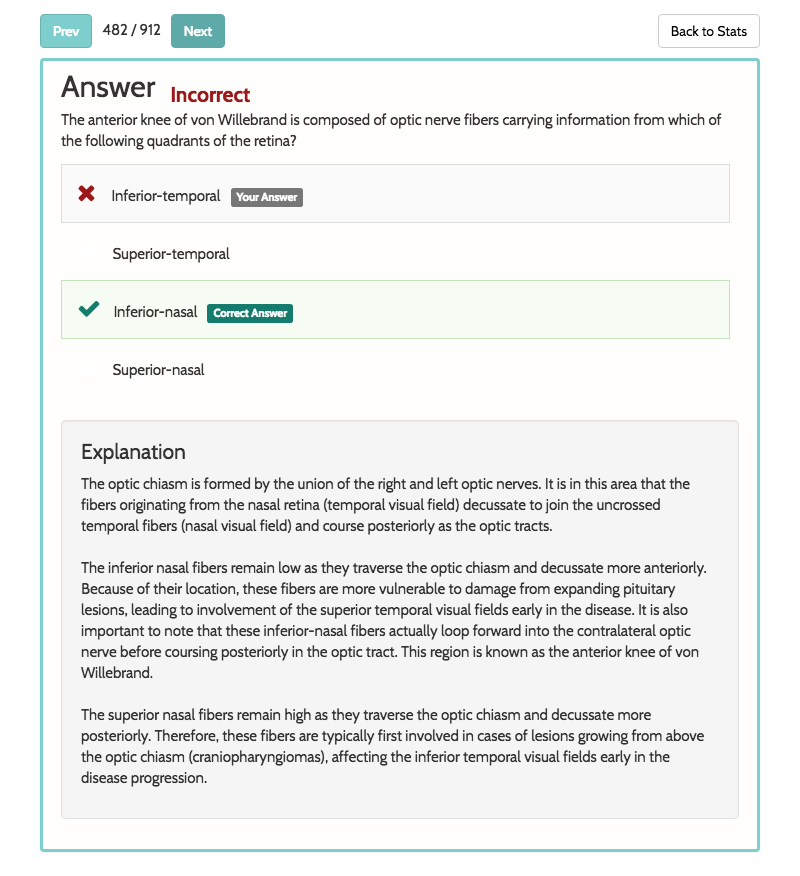 Prev 482 / 912 Next Back to Stats
Answer Incorrect
The anterior knee of von Willebrand is composed of optic nerve fibers carrying information from which of
the following quadrants of the retina?
Inferior-temporal Your Answer
Superior-temporal
Inferior-nasal Correct Answer
Superior-nasal
Explanation
The optic chiasm is formed by the union of the right and left optic nerves. It is in this area that the
fibers originating from the nasal retina (temporal visual field) decussate to join the uncrossed
temporal fibers (nasal visual field) and course posteriorly as the optic tracts.
The inferior nasal fibers remain low as they traverse the optic chiasm and decussate more anteriorly.
Because of their location, these fibers are more vulnerable to damage from expanding pituitary
lesions, leading to involvement of the superior temporal visual fields early in the disease. It is also
important to note that these inferior-nasal fibers actually loop forward into the contralateral optic
nerve before coursing posteriorly in the optic tract. This region is known as the anterior knee of von
Willebrand.
The superior nasal fibers remain high as they traverse the optic chiasm and decussate more
posteriorly. Therefore, these fibers are typically first involved in cases of lesions growing from above
the optic chiasm (craniopharyngiomas), affecting the inferior temporal visual fields early in the
disease progression.